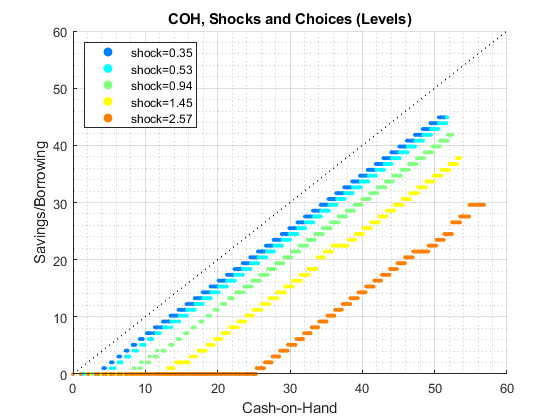 COH, Shocks and Choices (Levels)
60
50
40
30
20
10
0
Savings/Borrowing
shock=0.35
shock=0.53
shock=0.94
shock=1.45
shock=2.57
0 10 20 30 40 50 60
Cash-on-Hand